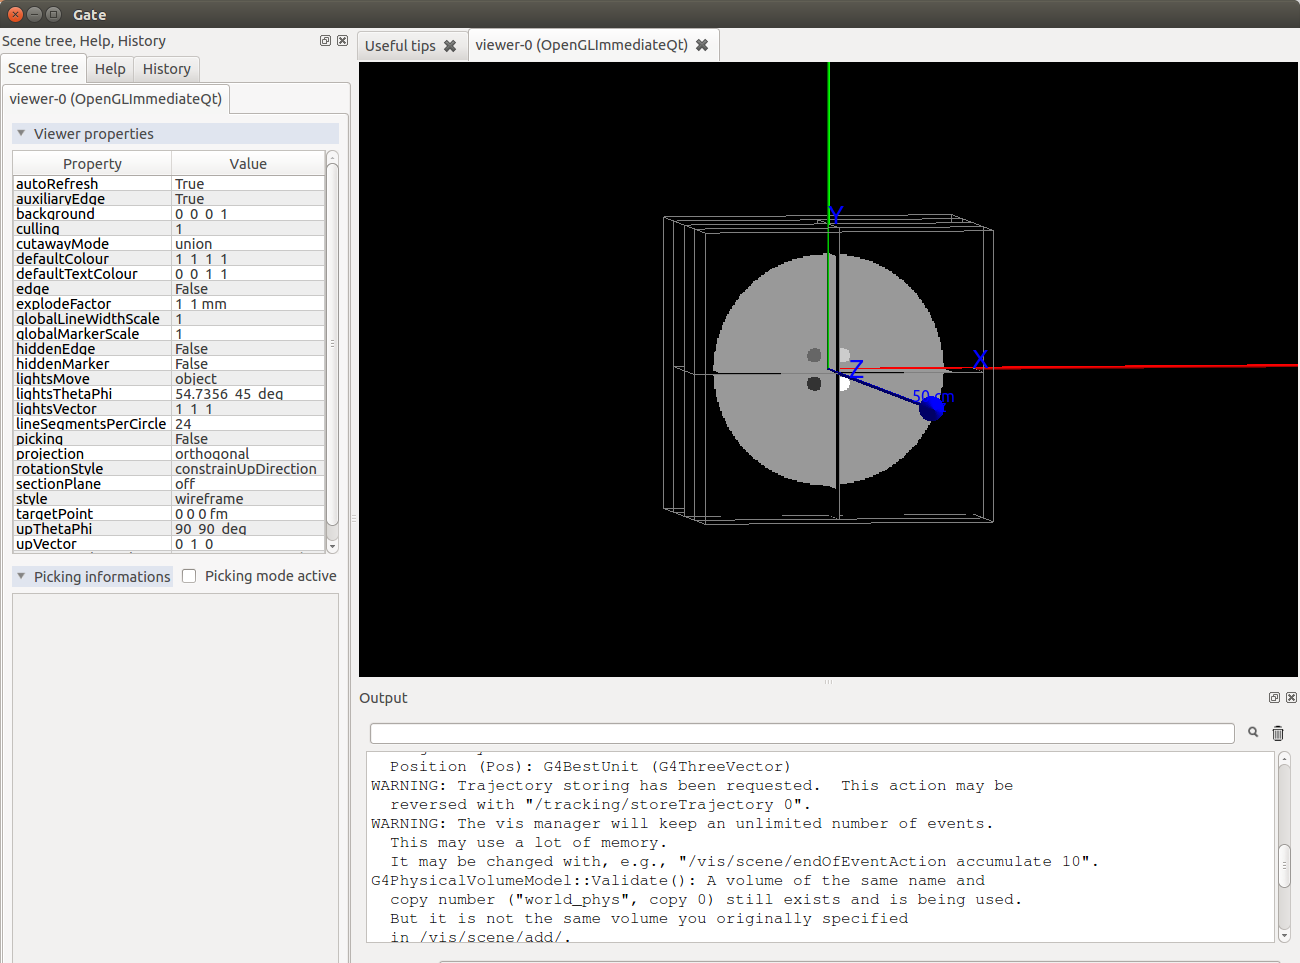 Gate
Scene tree, Help, History
Scene tree
Help
History
viewer-0 (OpenGLImmediateQt)
Viewer properties
Property Value
autoRefresh True
auxiliaryEdge True
background 0 0 0 1
culling 1
cutawayMode union
defaultColour 1 1 1 1
defaultTextColour 0 0 1 1
edge False
explodeFactor 1 1 mm
globalLineWidthScale 1
globalMarkerScale 1
hiddenEdge False
hiddenMarker False
lightsMove object
lightsThetaPhi 54.7356 45 deg
lightsVector 1 1 1
lineSegmentsPerCircle 24
picking False
projection orthogonal
rotationStyle constrainUpDirection
sectionPlane off
style wireframe
targetPoint 0 0 0 fm
upThetaPhi 90 90 deg
upVector 0 1 0
Picking informations
Picking mode active
Useful tips
viewer-0 (OpenGLImmediateQt)
Y
X
Z
50 cm
Output
Position (Pos): G4BestUnit (G4ThreeVector)
WARNING: Trajectory storing has been requested.  This action may be
reversed with "/tracking/storeTrajectory 0".
WARNING: The vis manager will keep an unlimited number of events.
This may use a lot of memory.
It may be changed with, e.g., "/vis/scene/endOfEventAction accumulate 10".
G4PhysicalVolumeModel::Validate(): A volume of the same name and
copy number ("world_phys", copy 0) still exists and is being used.
But it is not the same volume you originally specified
in /vis/scene/add/.